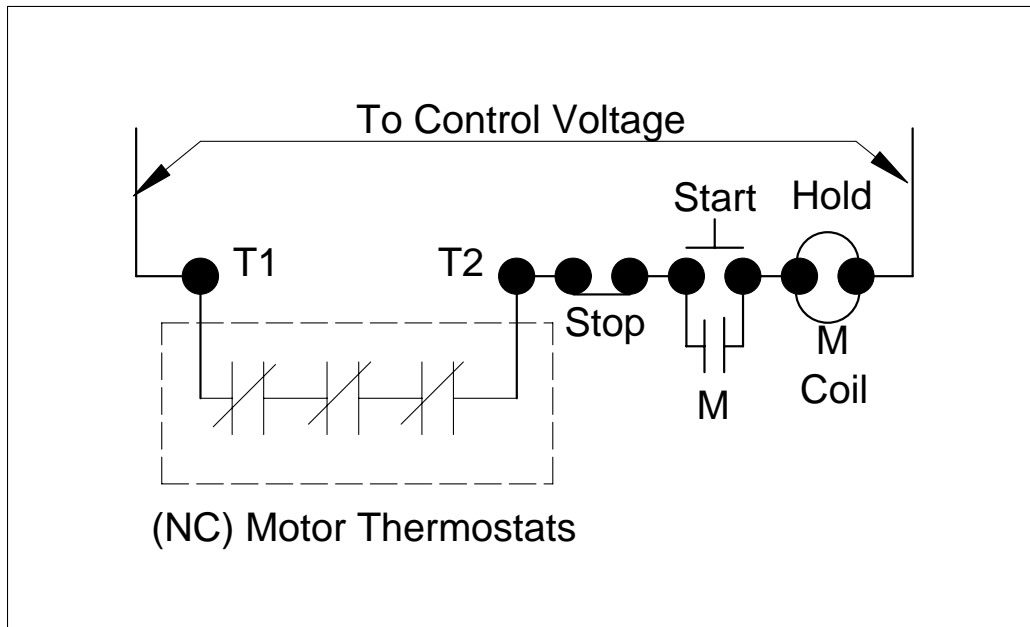 To Control Voltage
Start
Hold
T1
T2
Stop
M
M
Coil
(NC) Motor Thermostats